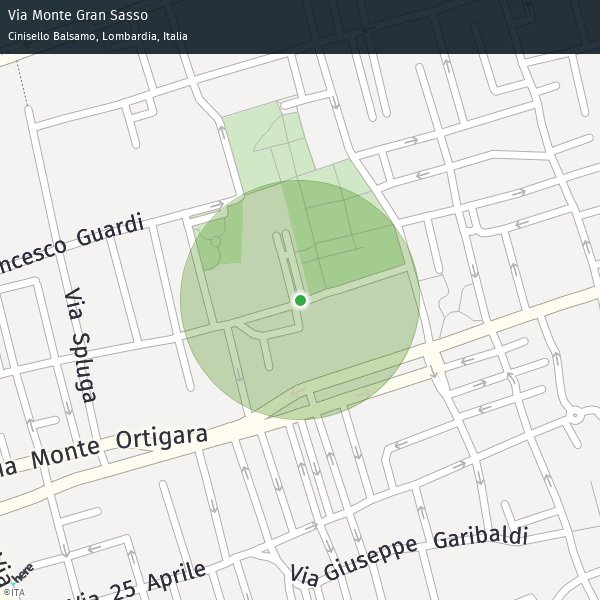 Via Monte Gran Sasso
Cinisello Balsamo, Lombardia, Italia
ncesco Guardi
Via Spluga
ia Monte Ortigara
Via Giuseppe Garibaldi
Via 25 Aprile
here
©ITA